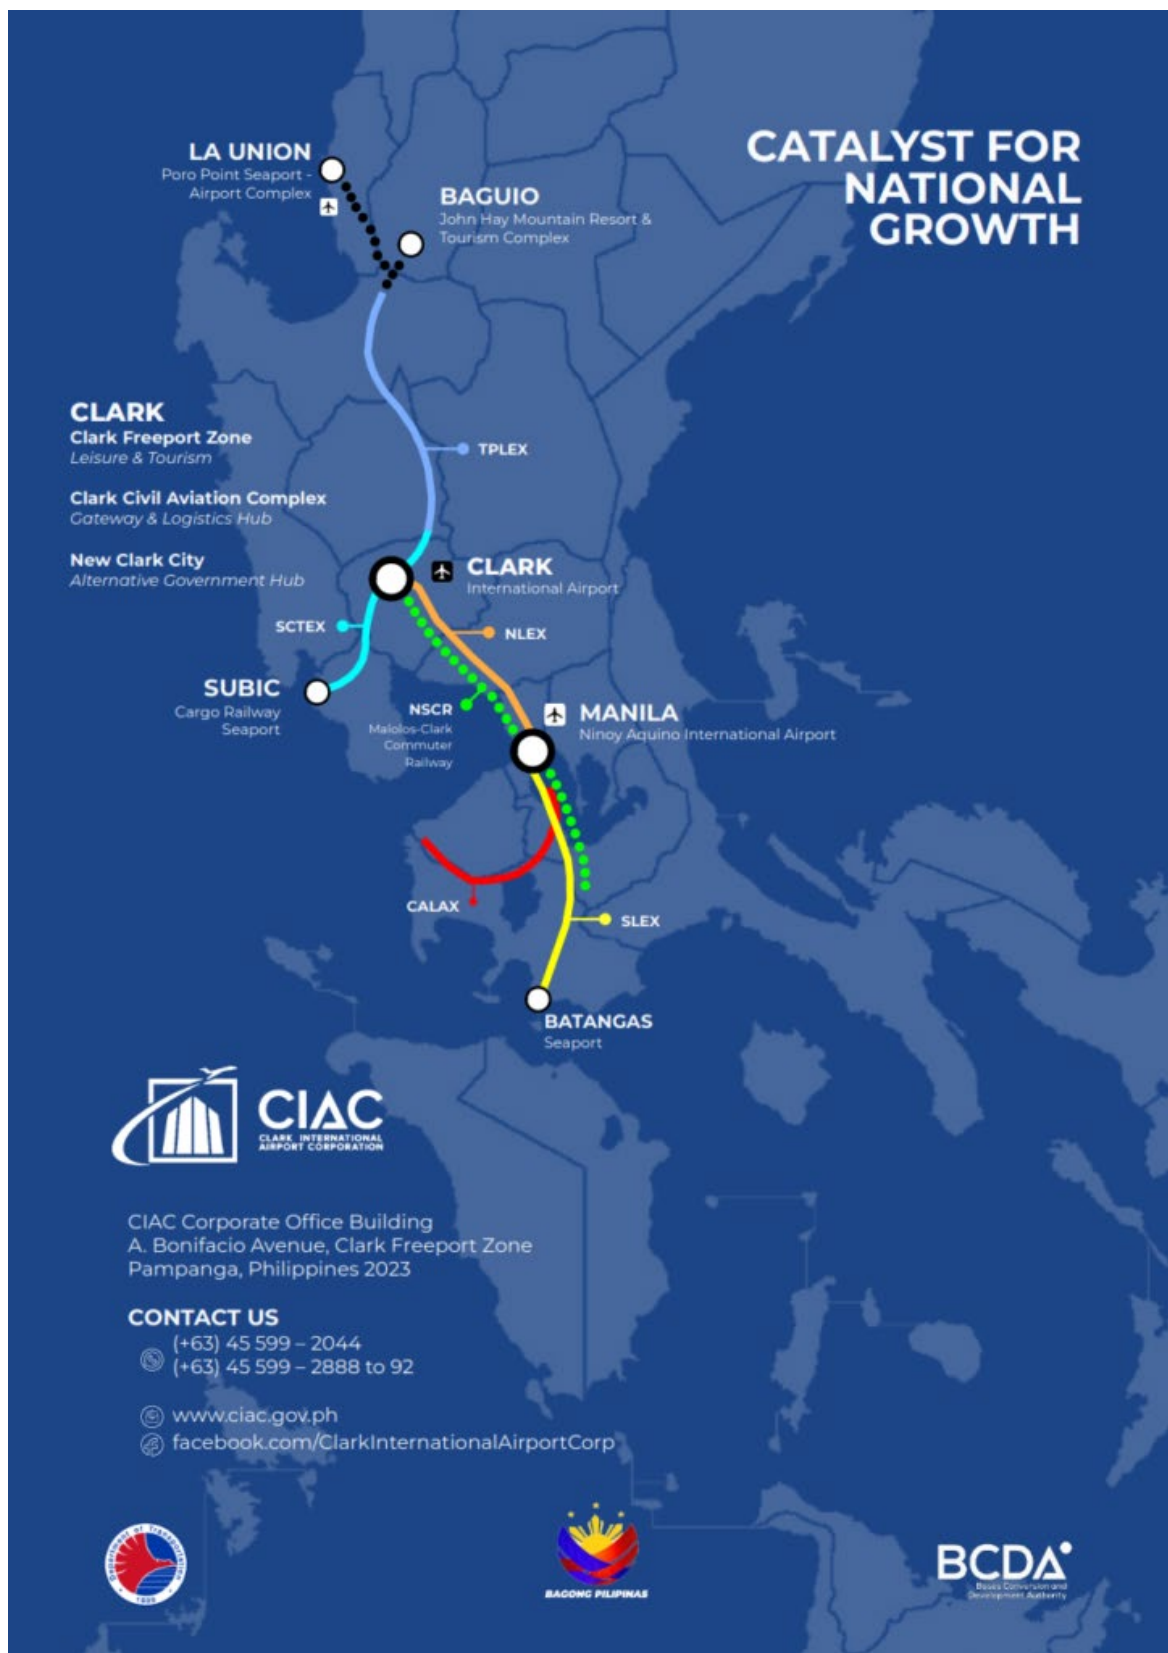 CATALYST FOR
NATIONAL
GROWTH
LA UNION
Poro Point Seaport -
Airport Complex
BAGUIO
John Hay Mountain Resort &
Tourism Complex
CLARK
Clark Freeport Zone
Leisure & Tourism
Clark Civil Aviation Complex
Gateway & Logistics Hub
New Clark City
Alternative Government Hub
TPLEX
CLARK
International Airport
SCTEX
NLEX
SUBIC
Cargo Railway
Seaport
NSCR
Malolos-Clark
Commuter
Railway
MANILA
Ninoy Aquino International Airport
CALAX
SLEX
BATANGAS
Seaport
CIAC
CLARK INTERNATIONAL
AIRPORT CORPORATION
CIAC Corporate Office Building
A. Bonifacio Avenue, Clark Freeport Zone
Pampanga, Philippines 2023
CONTACT US
(+63) 45 599 – 2044
(+63) 45 599 – 2888 to 92
www.ciac.gov.ph
facebook.com/ClarkInternationalAirportCorp
Department of Transportation
BAGONG PILIPINAS
BCDA
Bases Conversion and
Development Authority